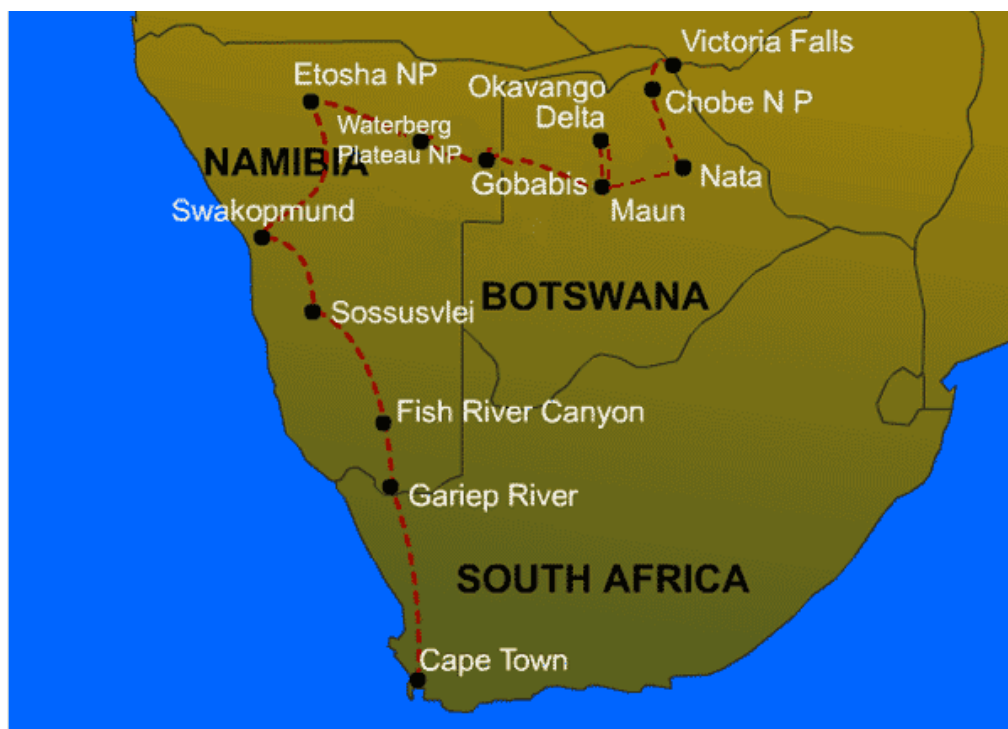 Victoria Falls
Etosha NP
Okavango
Delta
Chobe N P
Waterberg
Plateau NP
NAMIBIA
Gobabis
Nata
Maun
Swakopmund
BOTSWANA
Sossusvlei
Fish River Canyon
Gariep River
SOUTH AFRICA
Cape Town